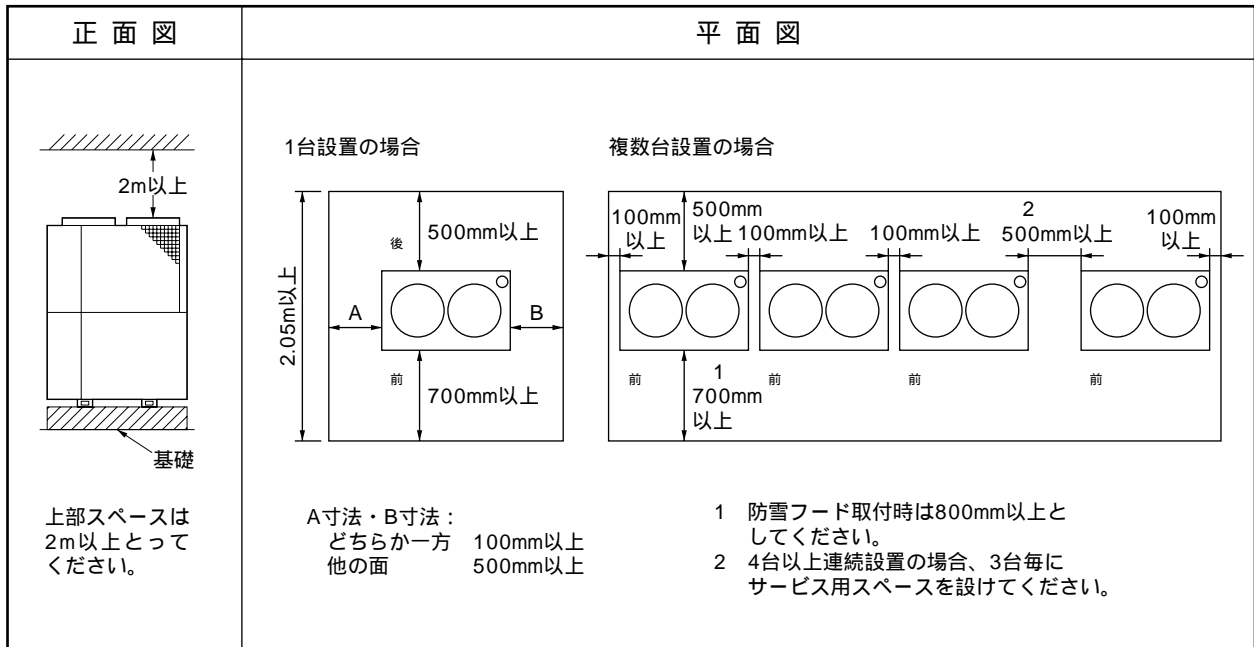 正面図
平面図
2m以上
基礎
上部スペースは
2m以上とって
ください。
1台設置の場合
2.05m以上
後
500mm以上
A
B
前
700mm以上
A寸法・B寸法：
どちらか一方 100mm以上
他の面 500mm以上
複数台設置の場合
100mm
以上
500mm
以上
100mm以上
100mm以上
2
500mm以上
100mm
以上
前
1
700mm
以上
前
前
前
1 防雪フード取付時は800mm以上と
してください。
2 4台以上連続設置の場合、3台毎に
サービス用スペースを設けてください。